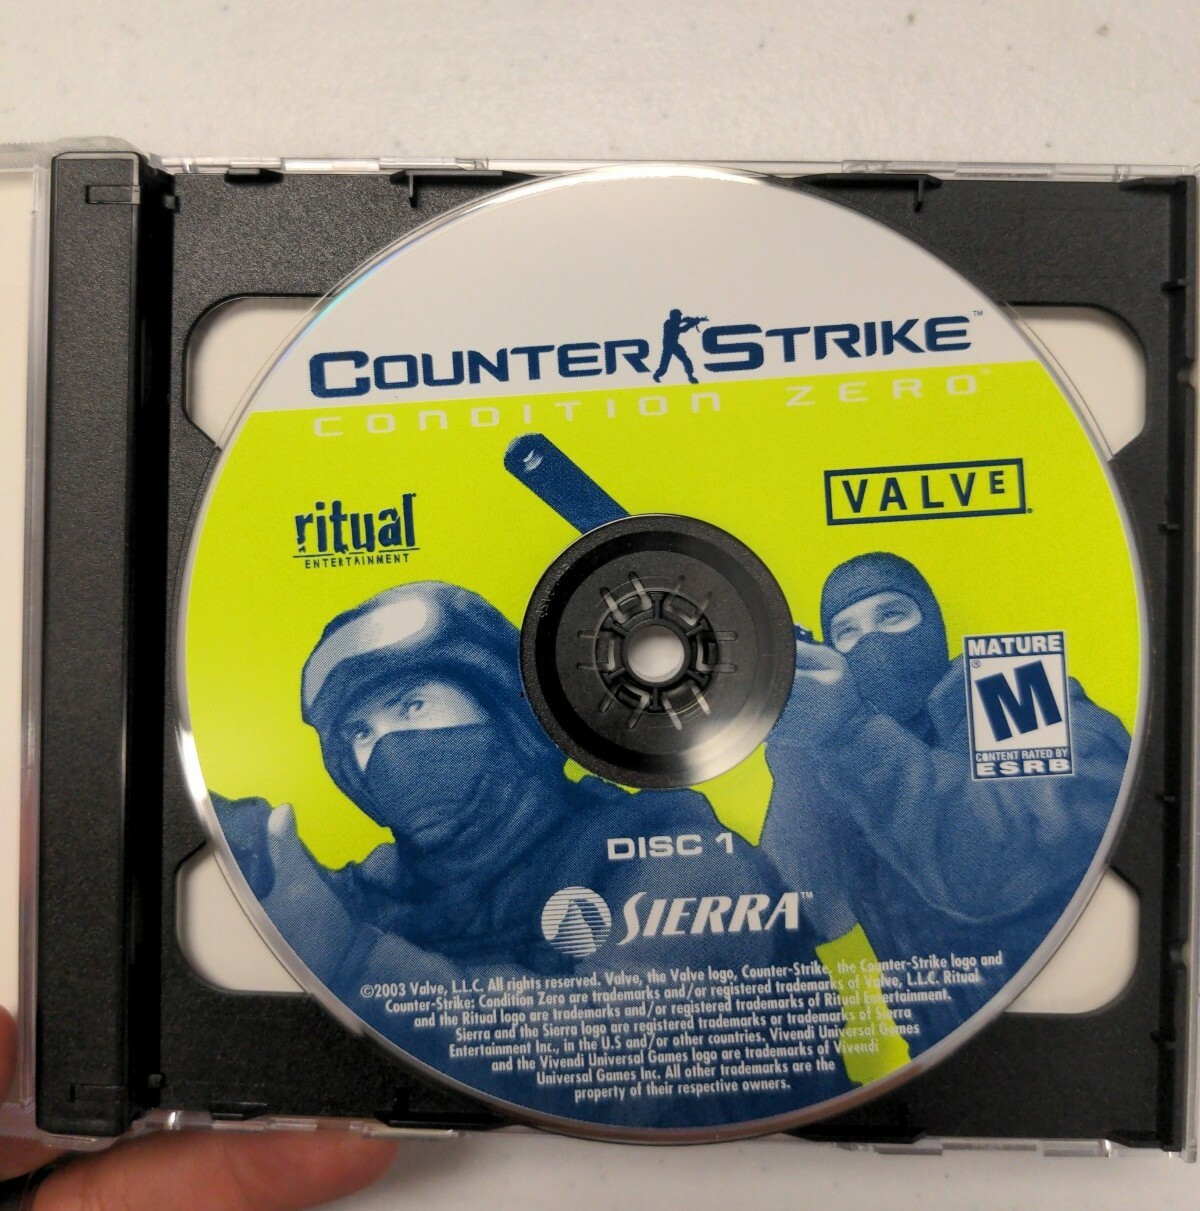 COUNTER STRIKE™
CONDITION ZERO™
ritual
ENTERTAINMENT
VALVE
MATURE
M
®
CONTENT RATED BY
ESRB
DISC 1
SIERRA™
©2003 Valve, L.L.C. All rights reserved. Valve, the Valve logo, Counter-Strike, the Counter-Strike logo and
Counter-Strike: Condition Zero are trademarks and/or registered trademarks of Valve, L.L.C. Ritual
and the Ritual logo are trademarks and/or registered trademarks of Ritual Entertainment.
Sierra and the Sierra logo are registered trademarks or trademarks of Sierra
Entertainment Inc., in the U.S and/or other countries. Vivendi Universal Games
and the Vivendi Universal Games logo are trademarks of Vivendi
Universal Games Inc. All other trademarks are the
property of their respective owners.